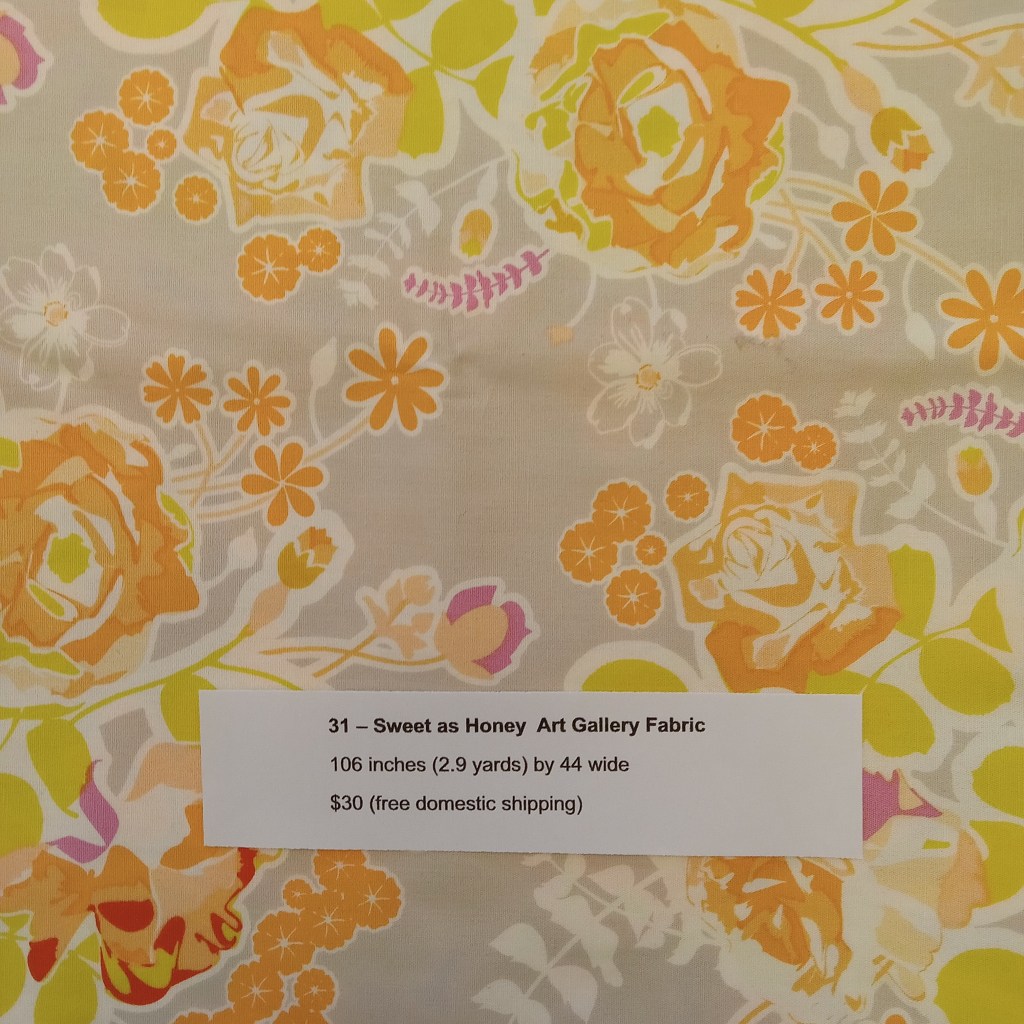 31 – Sweet as Honey  Art Gallery Fabric
106 inches (2.9 yards) by 44 wide
$30 (free domestic shipping)